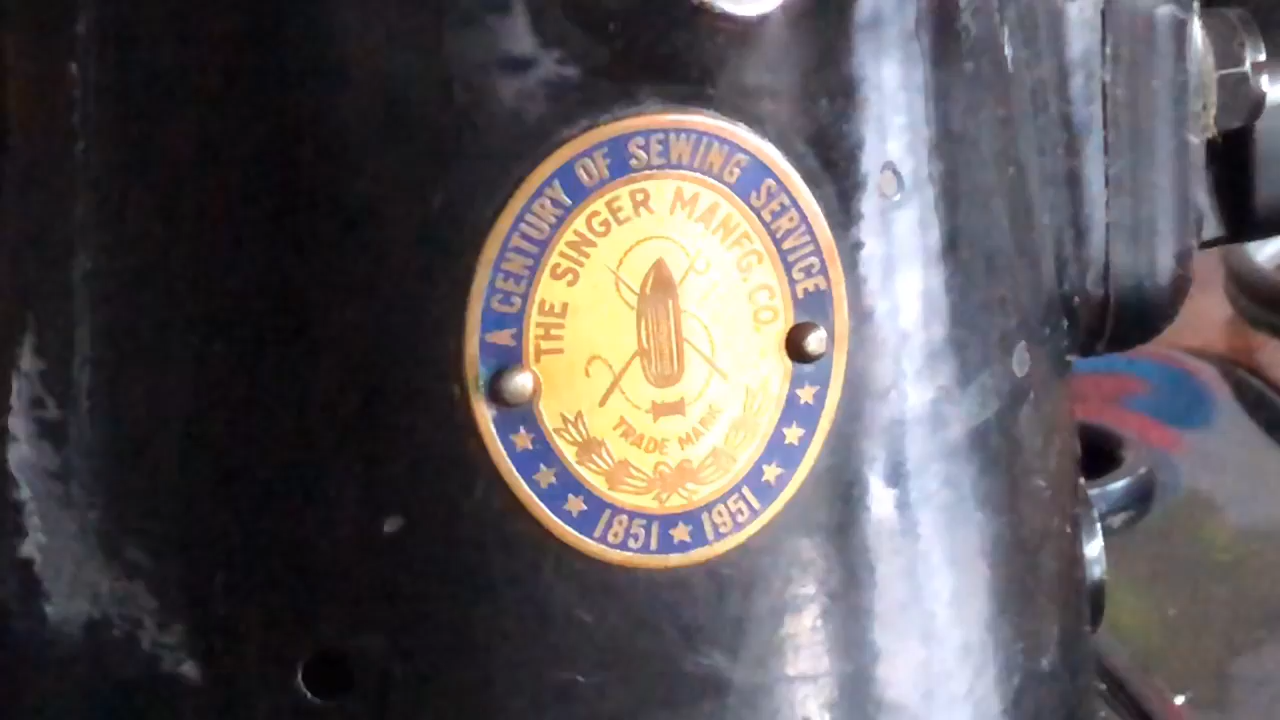 A CENTURY OF SEWING SERVICE
THE SINGER MANFG. CO.
TRADE MARK
1851 ★ 1951